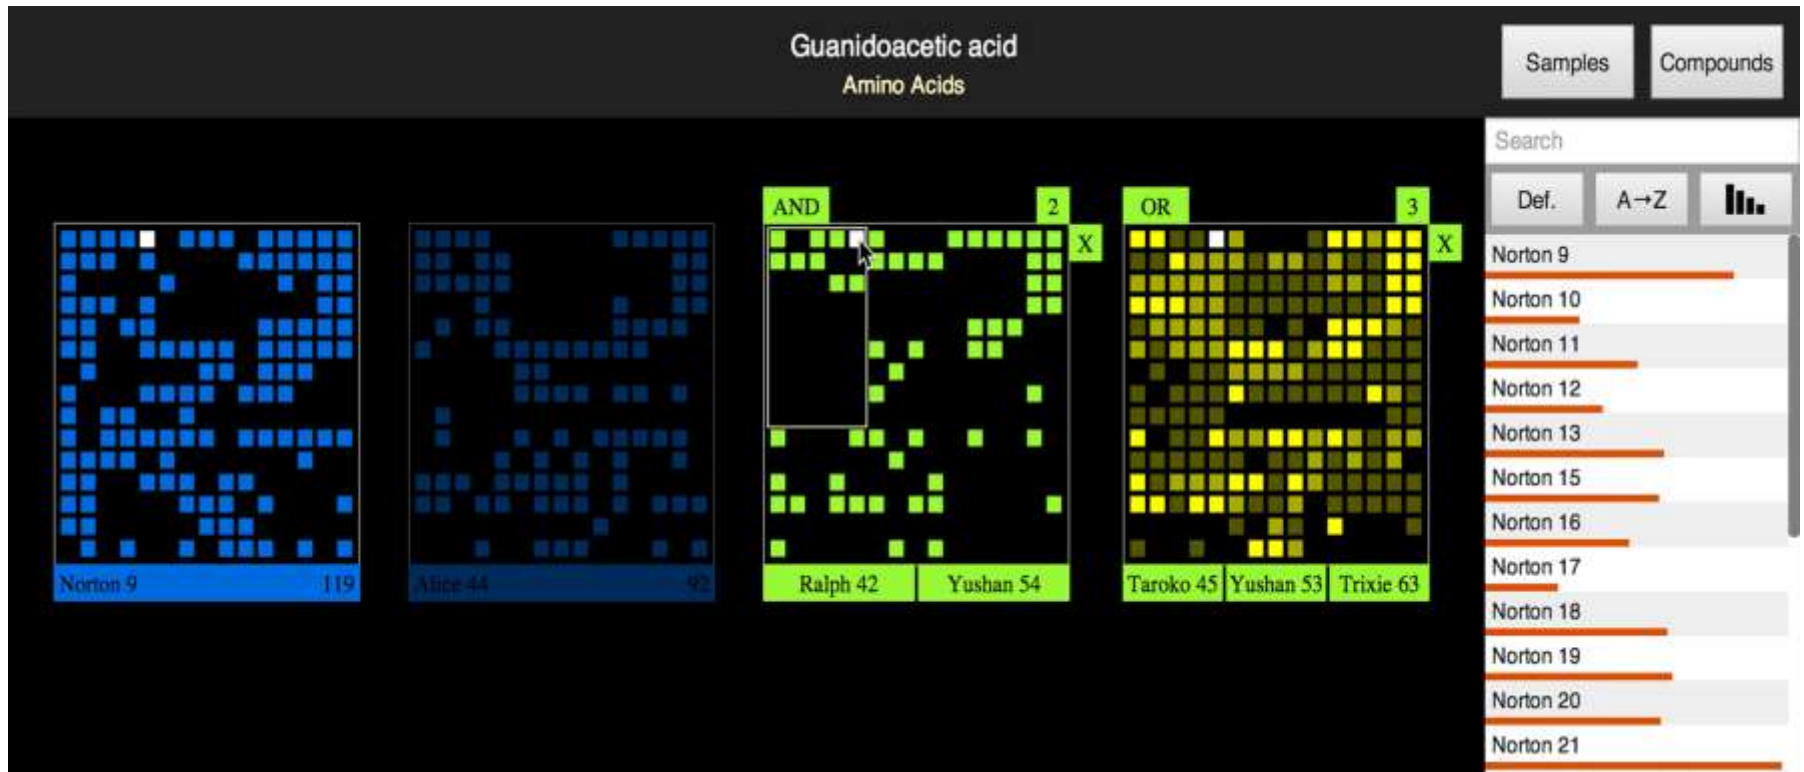 Guanidoacetic acid
Amino Acids
Samples
Compounds
Search
Def.
A→Z
AND
2
X
OR
3
X
Norton 9 119
Alice 44 92
Ralph 42
Yushan 54
Taroko 45
Yushan 53
Trixie 63
Norton 9
Norton 10
Norton 11
Norton 12
Norton 13
Norton 15
Norton 16
Norton 17
Norton 18
Norton 19
Norton 20
Norton 21